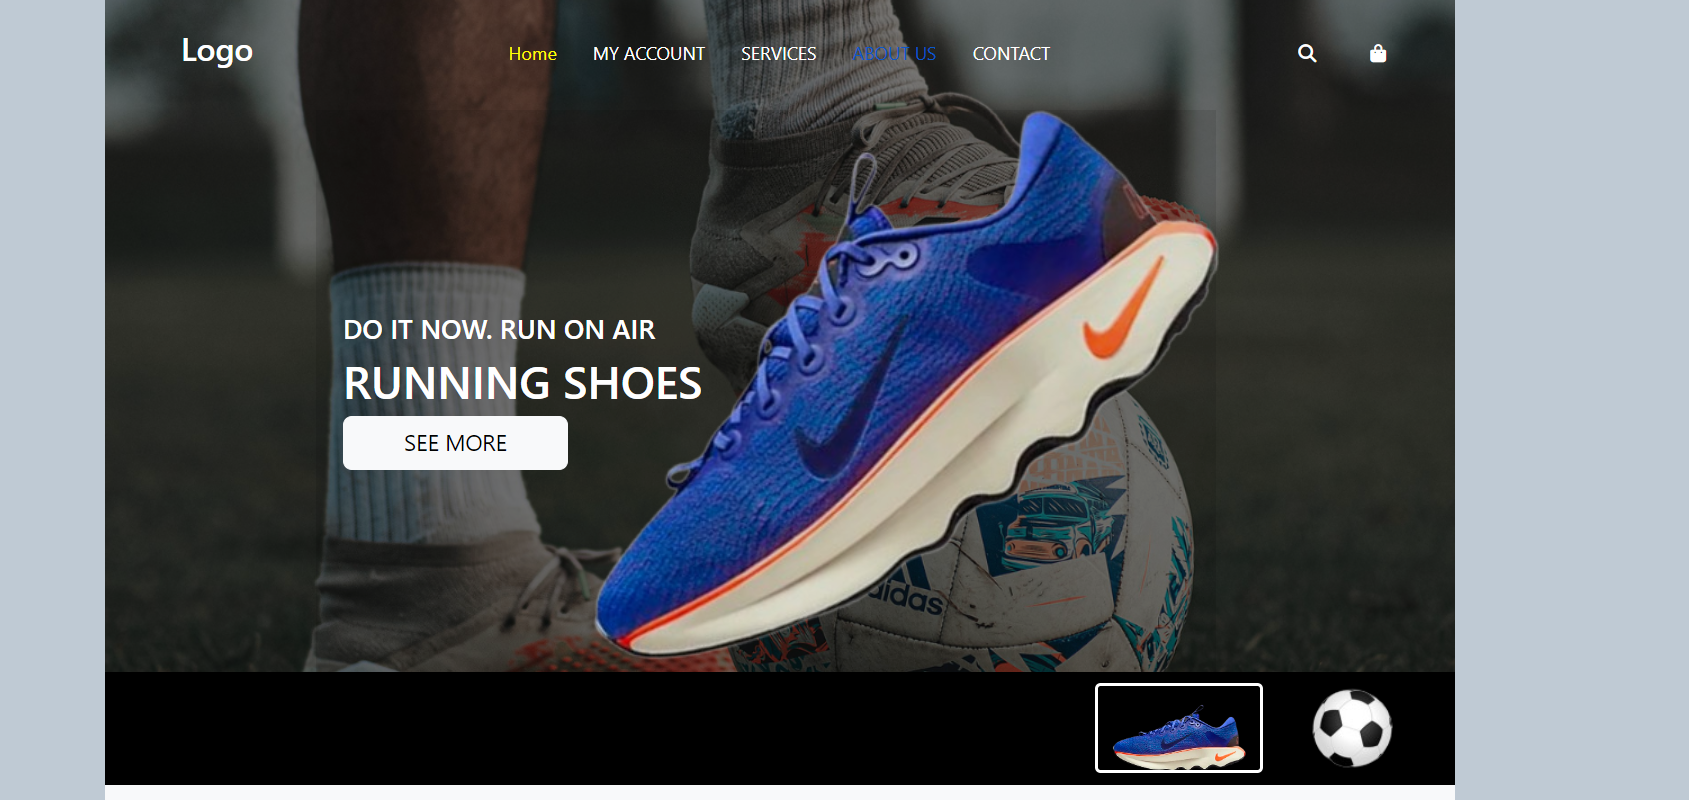 Logo
Home MY ACCOUNT SERVICES ABOUT US CONTACT
DO IT NOW. RUN ON AIR
RUNNING SHOES
SEE MORE
adidas